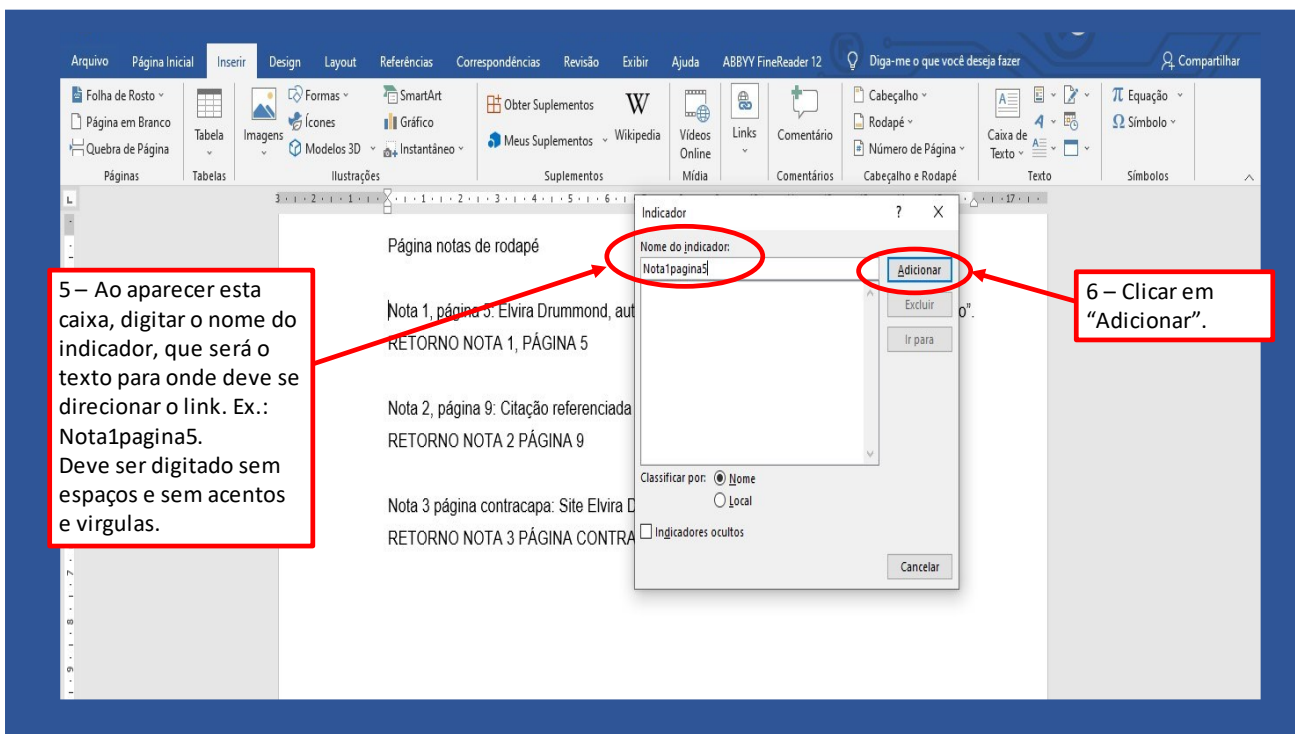 Arquivo Página Inicial Inserir Design Layout Referências Correspondências Revisão Exibir Ajuda ABBYY FineReader 12 Diga-me o que você deseja fazer Compartilhar
Folha de Rosto
Página em Branco
Quebra de Página
Páginas
Tabela
Tabelas
Imagens
Formas
Ícones
Modelos 3D
SmartArt
Gráfico
Instantâneo
Ilustrações
Obter Suplementos
Meus Suplementos
Wikipedia
Suplementos
Vídeos
Online
Mídia
Links
Comentário
Comentários
Cabeçalho
Rodapé
Número de Página
Cabeçalho e Rodapé
Caixa de
Texto
Texto
Equação
Símbolo
Símbolos
Página notas de rodapé
Nota 1, página 5: Elvira Drummond, aut
o".
RETORNO NOTA 1, PÁGINA 5
Nota 2, página 9: Citação referenciada
RETORNO NOTA 2 PÁGINA 9
Nota 3 página contracapa: Site Elvira D
RETORNO NOTA 3 PÁGINA CONTRA
Indicador ? X
Nome do indicador:
Nota1pagina5
Adicionar
Excluir
Ir para
Classificar por: Nome
Local
Indicadores ocultos
Cancelar
5 – Ao aparecer esta
caixa, digitar o nome do
indicador, que será o
texto para onde deve se
direcionar o link. Ex.:
Nota1pagina5.
Deve ser digitado sem
espaços e sem acentos
e virgulas.
6 – Clicar em
“Adicionar”.